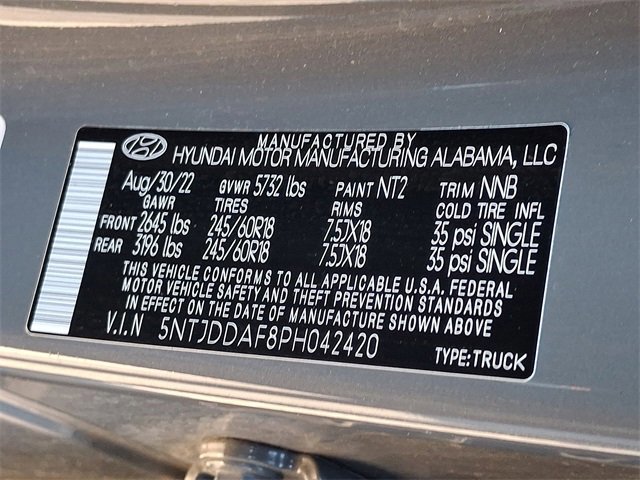 MANUFACTURED BY
HYUNDAI MOTOR MANUFACTURING ALABAMA, LLC
Aug/30/22 GVWR 5732 lbs PAINT NT2 TRIM NNB
GAWR TIRES RIMS COLD TIRE INFL
FRONT 2645 lbs 245/60R18 7.5JX18 35 psi SINGLE
REAR 3196 lbs 245/60R18 7.5JX18 35 psi SINGLE
THIS VEHICLE CONFORMS TO ALL APPLICABLE U.S.A. FEDERAL
MOTOR VEHICLE SAFETY AND THEFT PREVENTION STANDARDS
IN EFFECT ON THE DATE OF MANUFACTURE SHOWN ABOVE
V.I.N 5NTJDDAF8PH042420
TYPE:TRUCK